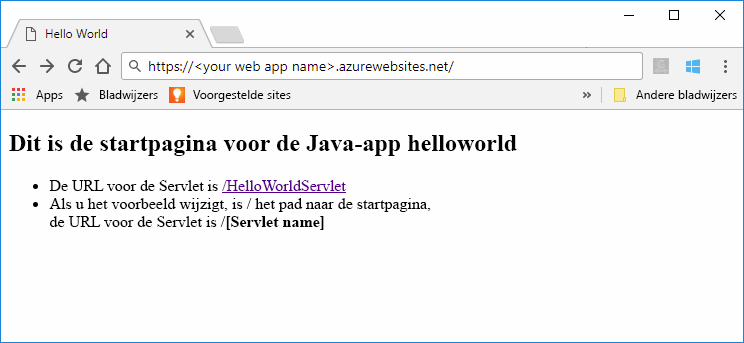 Hello World
https://<your web app name>.azurewebsites.net/
Apps Bladwijzers Voorgestelde sites » Andere bladwijzers
Dit is de startpagina voor de Java-app helloworld
• De URL voor de Servlet is /HelloWorldServlet
• Als u het voorbeeld wijzigt, is / het pad naar de startpagina,
de URL voor de Servlet is /[Servlet name]